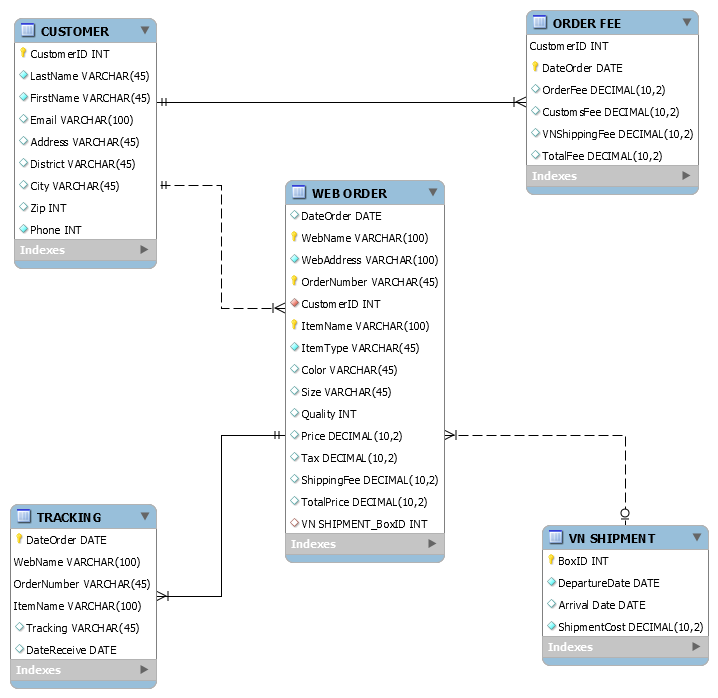 CUSTOMER
CustomerID INT
LastName VARCHAR(45)
FirstName VARCHAR(45)
Email VARCHAR(100)
Address VARCHAR(45)
District VARCHAR(45)
City VARCHAR(45)
Zip INT
Phone INT
Indexes
ORDER FEE
CustomerID INT
DateOrder DATE
OrderFee DECIMAL(10,2)
CustomsFee DECIMAL(10,2)
VNShippingFee DECIMAL(10,2)
TotalFee DECIMAL(10,2)
Indexes
WEB ORDER
DateOrder DATE
WebName VARCHAR(100)
WebAddress VARCHAR(100)
OrderNumber VARCHAR(45)
CustomerID INT
ItemName VARCHAR(100)
ItemType VARCHAR(45)
Color VARCHAR(45)
Size VARCHAR(45)
Quality INT
Price DECIMAL(10,2)
Tax DECIMAL(10,2)
ShippingFee DECIMAL(10,2)
TotalPrice DECIMAL(10,2)
VN SHIPMENT_BoxID INT
Indexes
TRACKING
DateOrder DATE
WebName VARCHAR(100)
OrderNumber VARCHAR(45)
ItemName VARCHAR(100)
Tracking VARCHAR(45)
DateReceive DATE
Indexes
VN SHIPMENT
BoxID INT
DepartureDate DATE
Arrival Date DATE
ShipmentCost DECIMAL(10,2)
Indexes